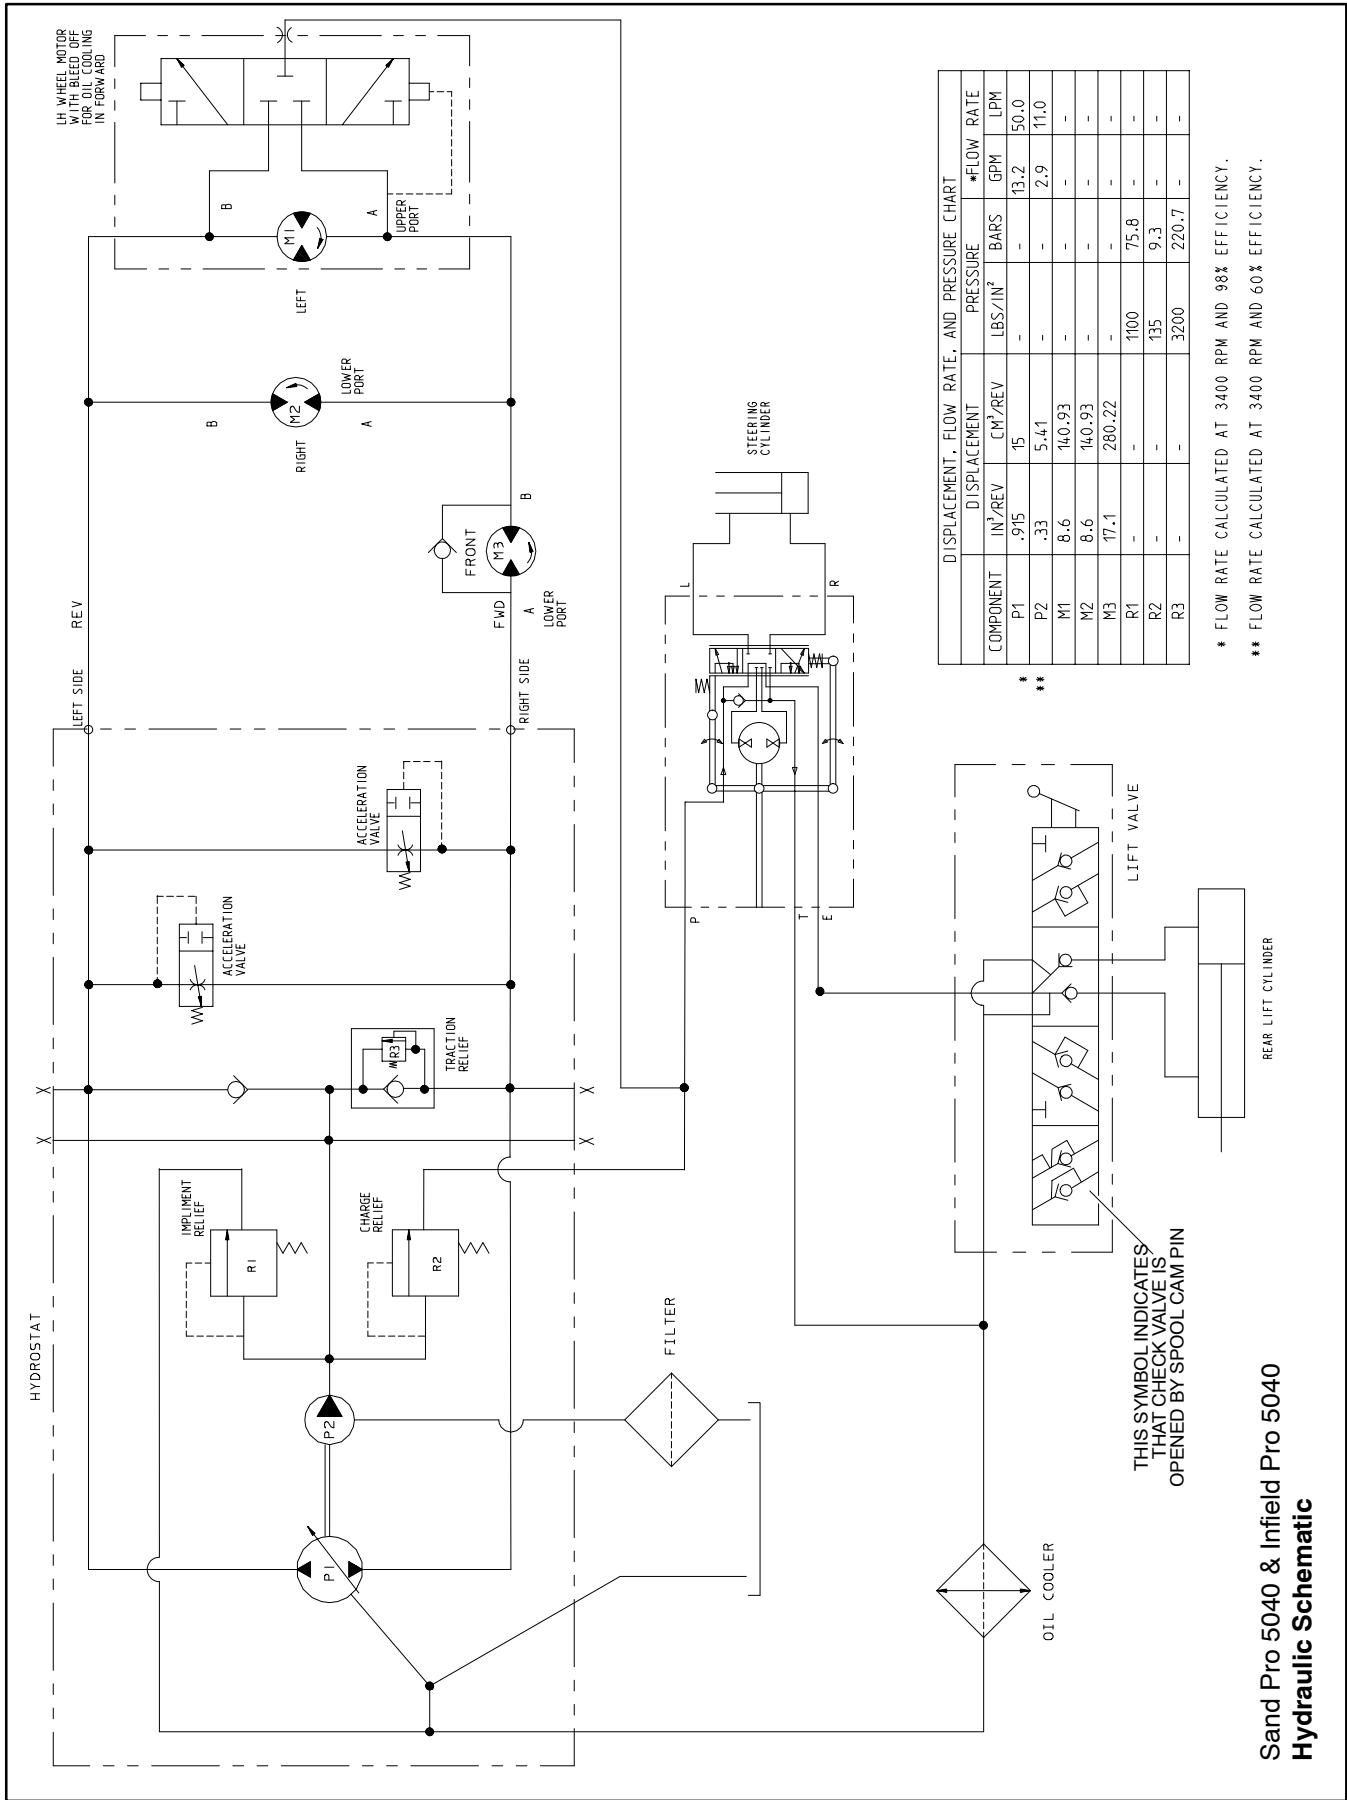 HYDROSTAT
LEFT SIDE
REV
LH WHEEL MOTOR
WITH BLEED OFF
FOR OIL COOLING
IN FORWARD
B
M1
LEFT
A
UPPER
PORT
B
M2
RIGHT
A
LOWER
PORT
FRONT
M3
B
FWD
A
LOWER
PORT
RIGHT SIDE
ACCELERATION
VALVE
ACCELERATION
VALVE
X
X
X
X
R3
TRACTION
RELIEF
IMPLIMENT
RELIEF
R1
CHARGE
RELIEF
R2
P2
P1
FILTER
STEERING
CYLINDER
L
R
P
T
E
LIFT VALVE
REAR LIFT CYLINDER
OIL COOLER
THIS SYMBOL INDICATES
THAT CHECK VALVE IS
OPENED BY SPOOL CAM PIN
DISPLACEMENT, FLOW RATE, AND PRESSURE CHART
DISPLACEMENT PRESSURE *FLOW RATE
COMPONENT IN³/REV CM³/REV LBS/IN² BARS GPM LPM
* P1 .915 15 - - 13.2 50.0
** P2 .33 5.41 - - 2.9 11.0
M1 8.6 140.93 - - - -
M2 8.6 140.93 - - - -
M3 17.1 280.22 - - - -
R1 - - 1100 75.8 - -
R2 - - 135 9.3 - -
R3 - - 3200 220.7 - -
* FLOW RATE CALCULATED AT 3400 RPM AND 98% EFFICIENCY.
** FLOW RATE CALCULATED AT 3400 RPM AND 60% EFFICIENCY.
Sand Pro 5040 & Infield Pro 5040
Hydraulic Schematic